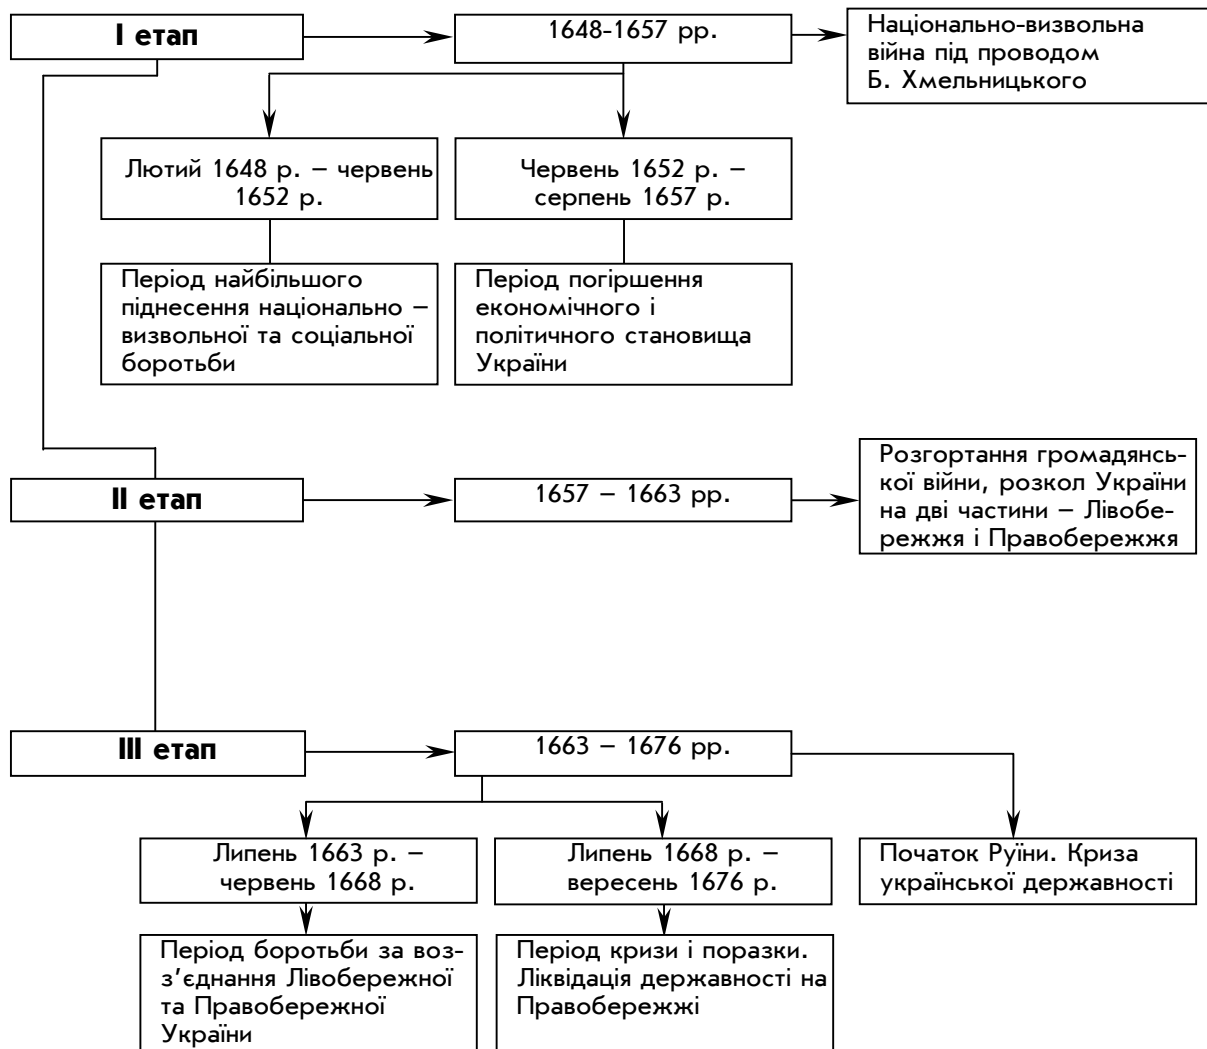 І етап
1648-1657 рр.
Національно-визвольна
війна під проводом
Б. Хмельницького
Лютий 1648 р. – червень
1652 р.
Червень 1652 р. –
серпень 1657 р.
Період найбільшого
піднесення національно –
визвольної та соціальної
боротьби
Період погіршення
економічного і
політичного становища
України
ІІ етап
1657 – 1663 рр.
Розгортання громадянсь-
кої війни, розкол України
на дві частини – Лівобе-
режжя і Правобережжя
ІІІ етап
1663 – 1676 рр.
Липень 1663 р. –
червень 1668 р.
Липень 1668 р. –
вересень 1676 р.
Початок Руїни. Криза
української державності
Період боротьби за воз-
з’єднання Лівобережної
та Правобережної
України
Період кризи і поразки.
Ліквідація державності на
Правобережжі